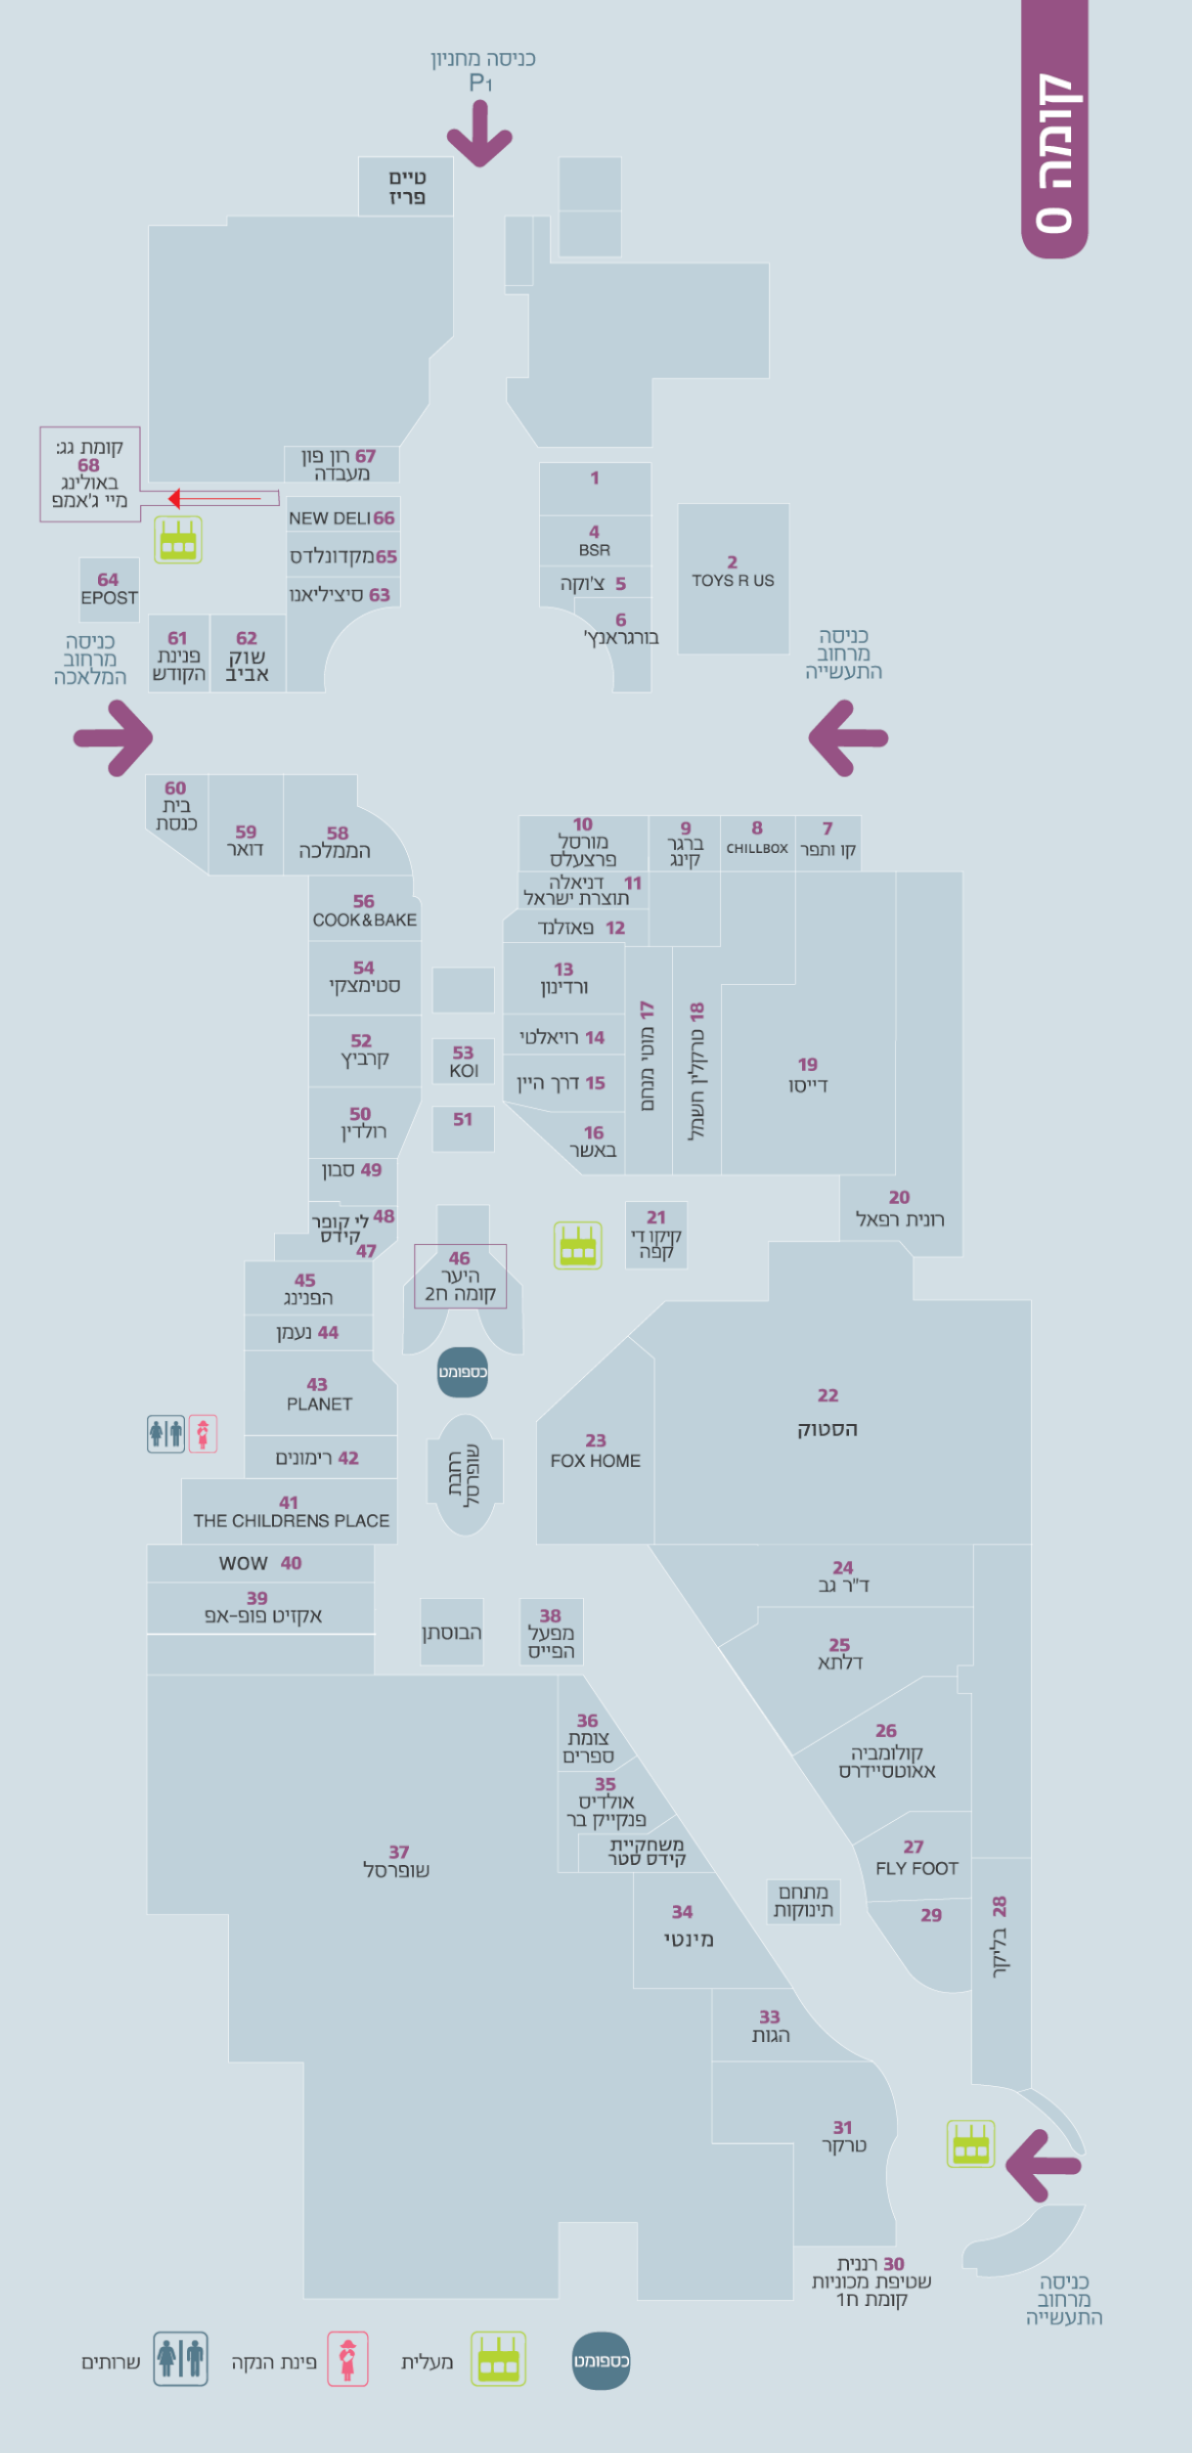 קומה 0
כניסה מחניון
P1
טיים
פריז
קומת גג:
68
באולינג
מיי ג'אמפ
67 רון פון
מעבדה
66 NEW DELI
65 מקדונלדס
63 סיציליאנו
64
EPOST
כניסה
מרחוב
המלאכה
61
פנינת
הקודש
62
שוק
אביב
1
4
BSR
5 צ'וקה
6
בורגראנץ'
2
TOYS R US
כניסה
מרחוב
התעשייה
60
בית
כנסת
59
דואר
58
הממלכה
10
מורסל
פרצעלס
9
ברגר
קינג
8
CHILLBOX
7
קו ותפר
11 דניאלה
תוצרת ישראל
12 פאזולנד
56
COOK & BAKE
54
סטימצקי
13
ורדינון
52
קרביץ
53
KOI
14 רויאלטי
15 דרך היין
17 מוטי מנחם
18 טרקלין חשמל
19
דייסו
50
רולדין
51
16
באשר
49 סבון
48 לי קופר
קידס
47
20
רונית רפאל
21
קיקו די
קפה
46
היער
קומה ח2
45
הפנינג
44 נעמן
כספומט
43
PLANET
22
הסטוק
23
FOX HOME
42 רימונים
רחבת
שופרסל
41
THE CHILDRENS PLACE
40 WOW
39
אקזיט פופ-אפ
הבוסתן
38
מפעל
הפייס
24
ד"ר גב
25
דלתא
36
צומת
ספרים
26
קולומביה
אאוטסיידרס
35
אולדיס
פנקייק בר
משחקיית
קידס סטר
37
שופרסל
27
FLY FOOT
מתחם
תינוקות
34
מינטי
29
28 בליקר
33
הגות
31
טרקר
30 רננית
שטיפת מכוניות
קומת ח1
כניסה
מרחוב
התעשייה
כספומט
מעלית
פינת הנקה
שרותים